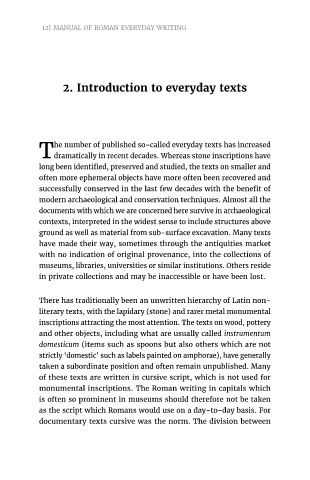 12| MANUAL OF ROMAN EVERYDAY WRITING
2. Introduction to everyday texts
The number of published so-called everyday texts has increased
dramatically in recent decades. Whereas stone inscriptions have
long been identified, preserved and studied, the texts on smaller and
often more ephemeral objects have more often been recovered and
successfully conserved in the last few decades with the benefit of
modern archaeological and conservation techniques. Almost all the
documents with which we are concerned here survive in archaeological
contexts, interpreted in the widest sense to include structures above
ground as well as material from sub-surface excavation. Many texts
have made their way, sometimes through the antiquities market
with no indication of original provenance, into the collections of
museums, libraries, universities or similar institutions. Others reside
in private collections and may be inaccessible or have been lost.
There has traditionally been an unwritten hierarchy of Latin non-
literary texts, with the lapidary (stone) and rarer metal monumental
inscriptions attracting the most attention. The texts on wood, pottery
and other objects, including what are usually called instrumentum
domesticum (items such as spoons but also others which are not
strictly ‘domestic’ such as labels painted on amphorae), have generally
taken a subordinate position and often remain unpublished. Many
of these texts are written in cursive script, which is not used for
monumental inscriptions. The Roman writing in capitals which
is often so prominent in museums should therefore not be taken
as the script which Romans would use on a day-to-day basis. For
documentary texts cursive was the norm. The division between